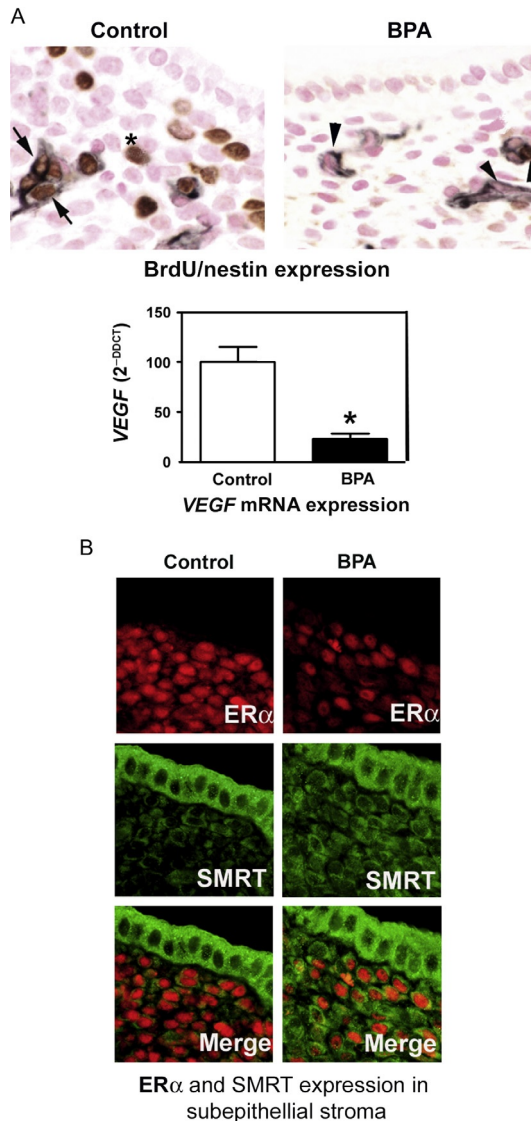 A
Control BPA
*
BrdU/nestin expression
VEGF (2–DDCT)
150
100
50
0
*
Control BPA
VEGF mRNA expression
B
Control BPA
ERα ERα
SMRT SMRT
Merge Merge
ERα and SMRT expression in
subepithellial stroma